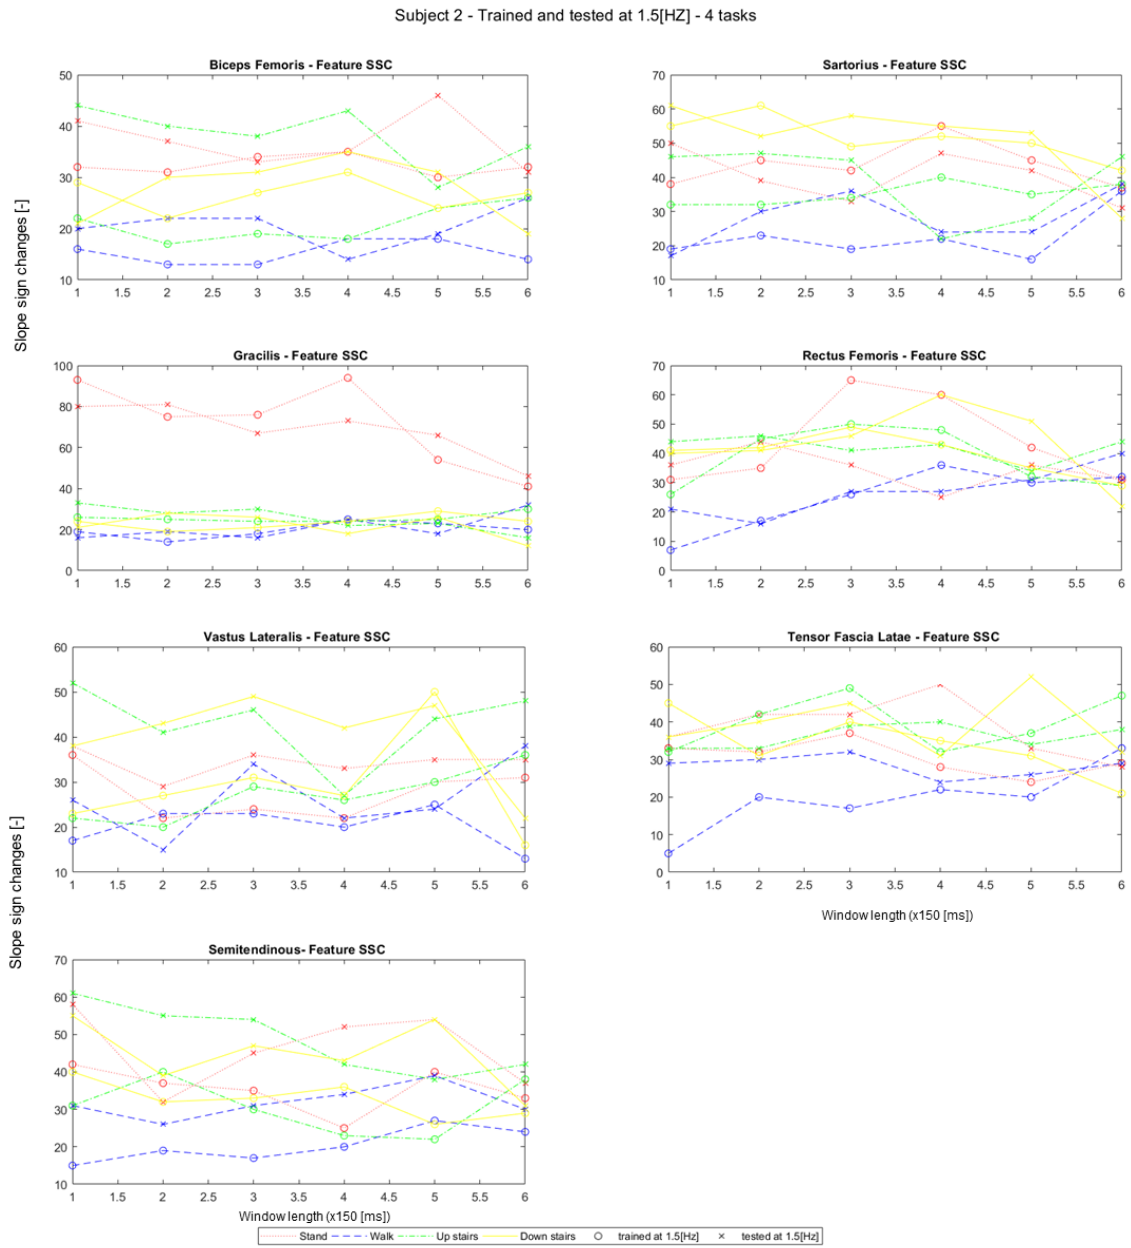 Subject 2 - Trained and tested at 1.5[HZ] - 4 tasks
Biceps Femoris - Feature SSC
50
40
30
20
10
1 1.5 2 2.5 3 3.5 4 4.5 5 5.5 6
Sartorius - Feature SSC
70
60
50
40
30
20
10
1 1.5 2 2.5 3 3.5 4 4.5 5 5.5 6
Slope sign changes [-]
Gracilis - Feature SSC
100
80
60
40
20
0
1 1.5 2 2.5 3 3.5 4 4.5 5 5.5 6
Rectus Femoris - Feature SSC
70
60
50
40
30
20
10
0
1 1.5 2 2.5 3 3.5 4 4.5 5 5.5 6
Vastus Lateralis - Feature SSC
60
50
40
30
20
10
1 1.5 2 2.5 3 3.5 4 4.5 5 5.5 6
Tensor Fascia Latae - Feature SSC
60
50
40
30
20
10
0
1 1.5 2 2.5 3 3.5 4 4.5 5 5.5 6
Window length (x150 [ms])
Slope sign changes [-]
Semitendinous- Feature SSC
70
60
50
40
30
20
10
1 1.5 2 2.5 3 3.5 4 4.5 5 5.5 6
Window length (x150 [ms])
Stand Walk Up stairs Down stairs trained at 1.5[Hz] tested at 1.5[Hz]